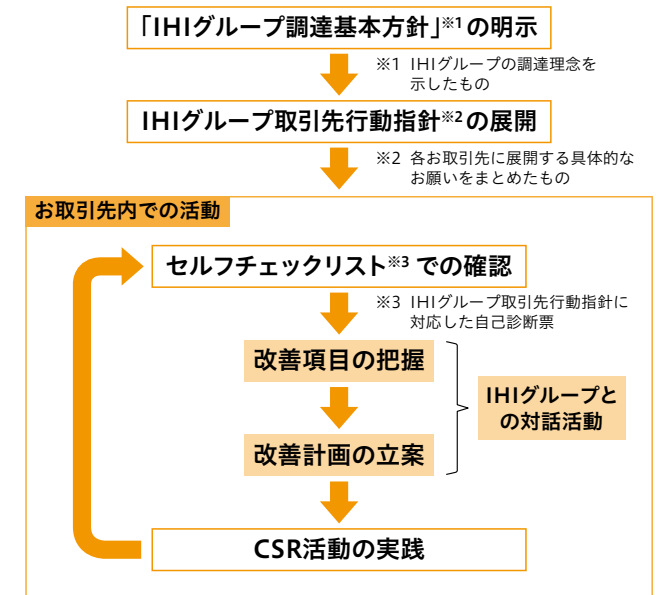 「IHIグループ調達基本方針」※1の明示
※1 IHIグループの調達理念を
示したもの
IHIグループ取引先行動指針※2の展開
※2 各お取引先に展開する具体的な
お願いをまとめたもの
お取引先内での活動
セルフチェックリスト※3 での確認
※3 IHIグループ取引先行動指針に
対応した自己診断票
改善項目の把握
IHIグループと
の対話活動
改善計画の立案
CSR活動の実践